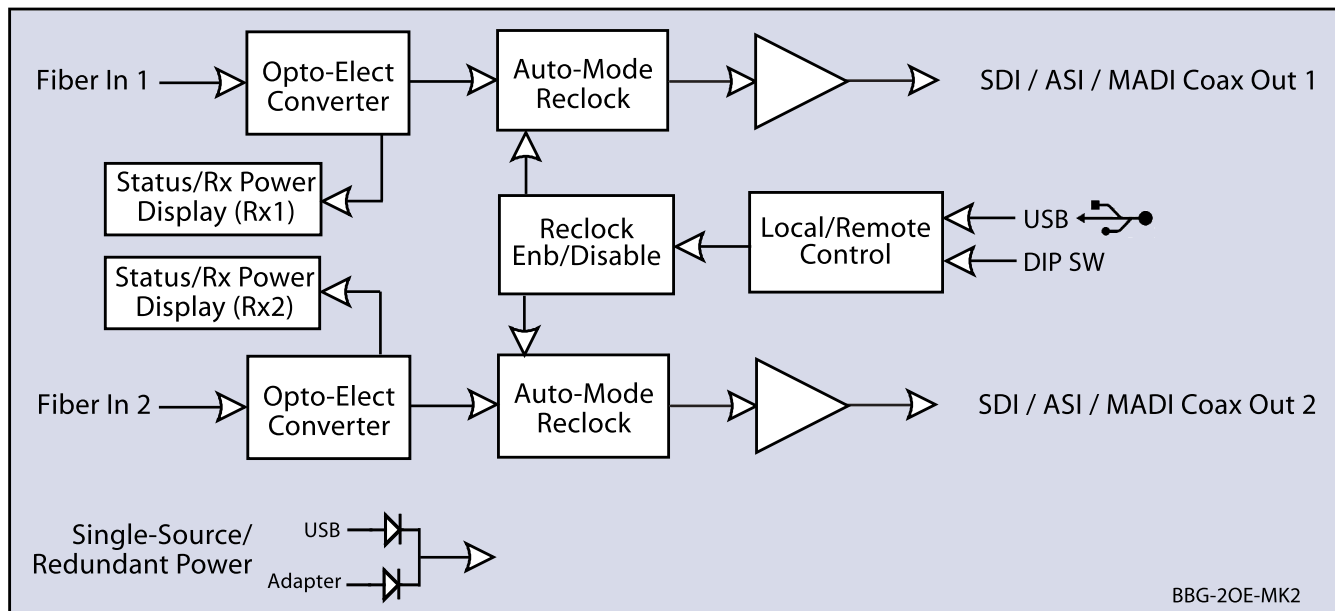 Fiber In 1
Opto-Elect
Converter
Auto-Mode
Reclock
SDI / ASI / MADI Coax Out 1
Status/Rx Power
Display (Rx1)
Reclock
Enb/Disable
Local/Remote
Control
USB
DIP SW
Status/Rx Power
Display (Rx2)
Fiber In 2
Opto-Elect
Converter
Auto-Mode
Reclock
SDI / ASI / MADI Coax Out 2
Single-Source/
Redundant Power
USB
Adapter
BBG-2OE-MK2